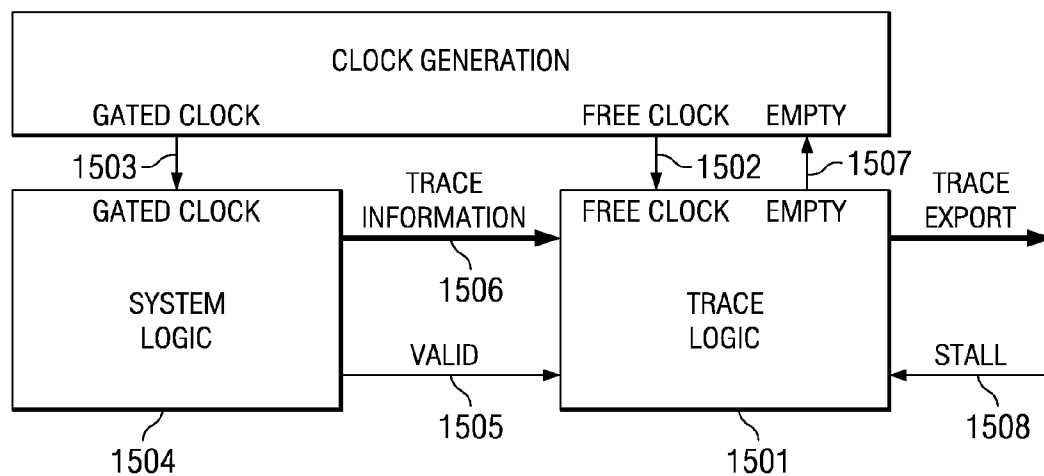 CLOCK GENERATION
GATED CLOCK
FREE CLOCK
EMPTY
1503
1502
1507
GATED CLOCK
TRACE
INFORMATION
FREE CLOCK
EMPTY
TRACE
EXPORT
1506
SYSTEM
LOGIC
TRACE
LOGIC
VALID
STALL
1505
1508
1504
1501